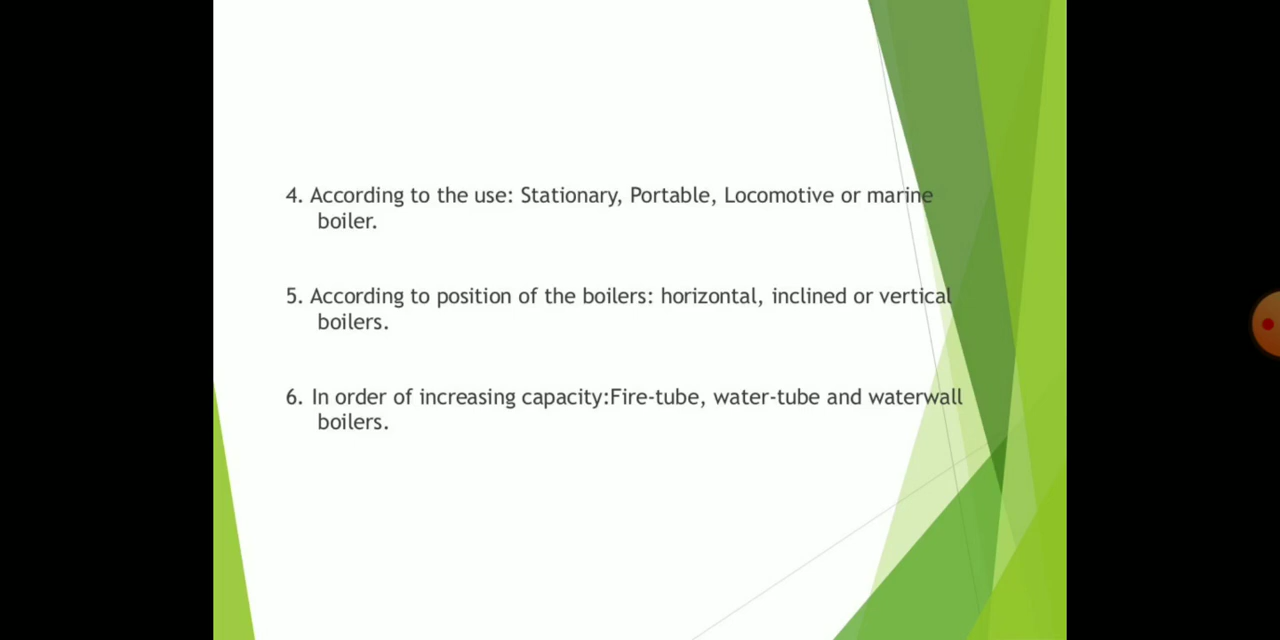 4. According to the use: Stationary, Portable, Locomotive or marine
boiler.
5. According to position of the boilers: horizontal, inclined or vertical
boilers.
6. In order of increasing capacity:Fire-tube, water-tube and waterwall
boilers.